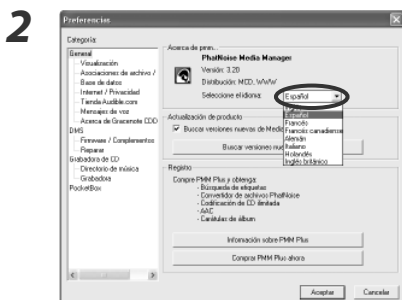 2
Preferencias
Categoría:
General
Visualización
Asociaciones de archivo /
Base de datos
Internet / Privacidad
Tienda Audible.com
Mensajes de voz
Acerca de Gracenote CDD
DMS
Firmware / Complementos
Reparar
Grabadora de CD
Directorio de música
Grabadora
PocketBox
Acerca de pmm...
PhatNoise Media Manager
Versión: 3.20
Distribución: MCD, WWW
Seleccione el idioma:
Español
Español
Francés
Francés canadiense
Alemán
Italiano
Holandés
Inglés británico
Actualización de producto
Buscar versiones nuevas de Media
Buscar versiones nue
Registro
Compre PMM Plus y obtenga:
- Búsqueda de etiquetas
- Convertidor de archivos PhatNoise
- Codificación de CD ilimitada
- AAC
- Carátulas de álbum
Información sobre PMM Plus
Comprar PMM Plus ahora
Aceptar
Cancelar